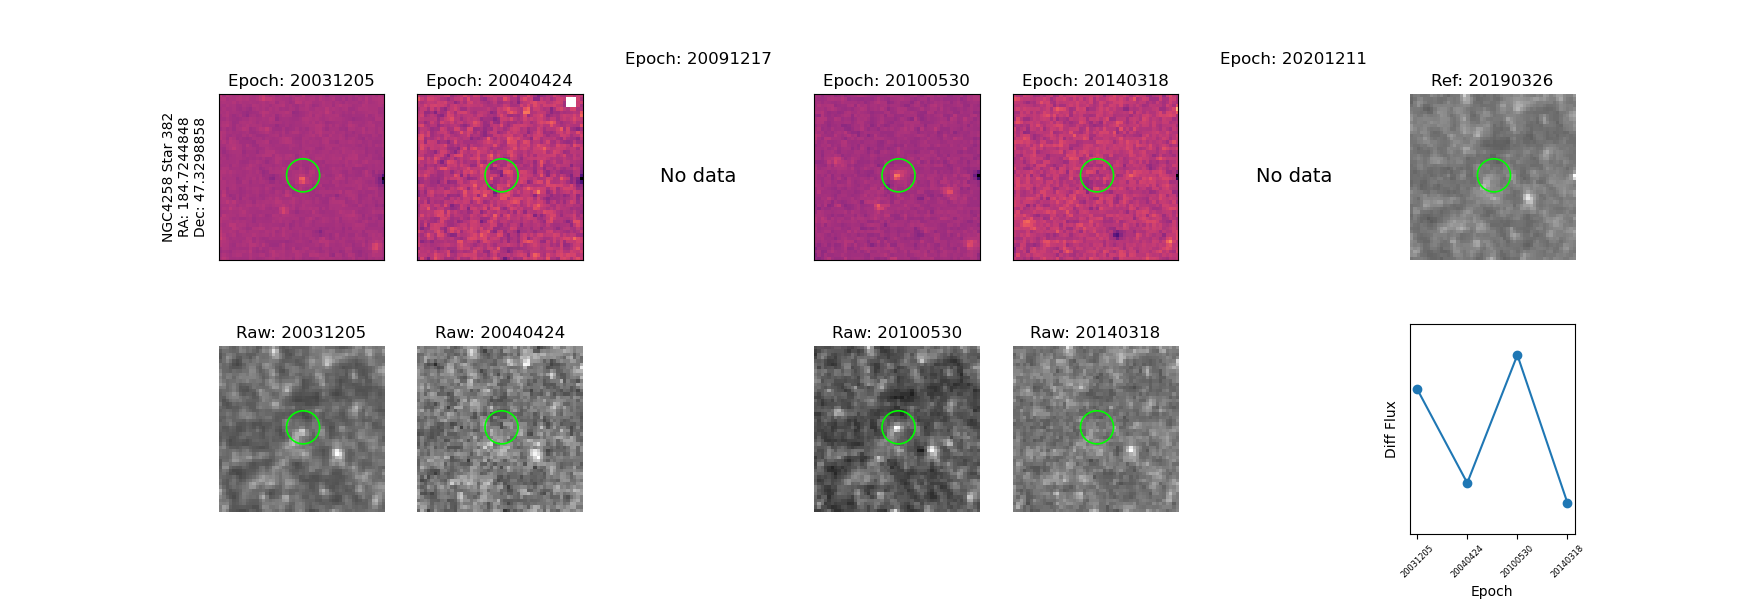 NGC4258 Star 382
RA: 184.7244848
Dec: 47.3298858
Epoch: 20031205
Epoch: 20040424
Epoch: 20091217
No data
Epoch: 20100530
Epoch: 20140318
Epoch: 20201211
No data
Ref: 20190326
Raw: 20031205
Raw: 20040424
Raw: 20100530
Raw: 20140318
Diff Flux
20031205
20040424
20100530
20140318
Epoch